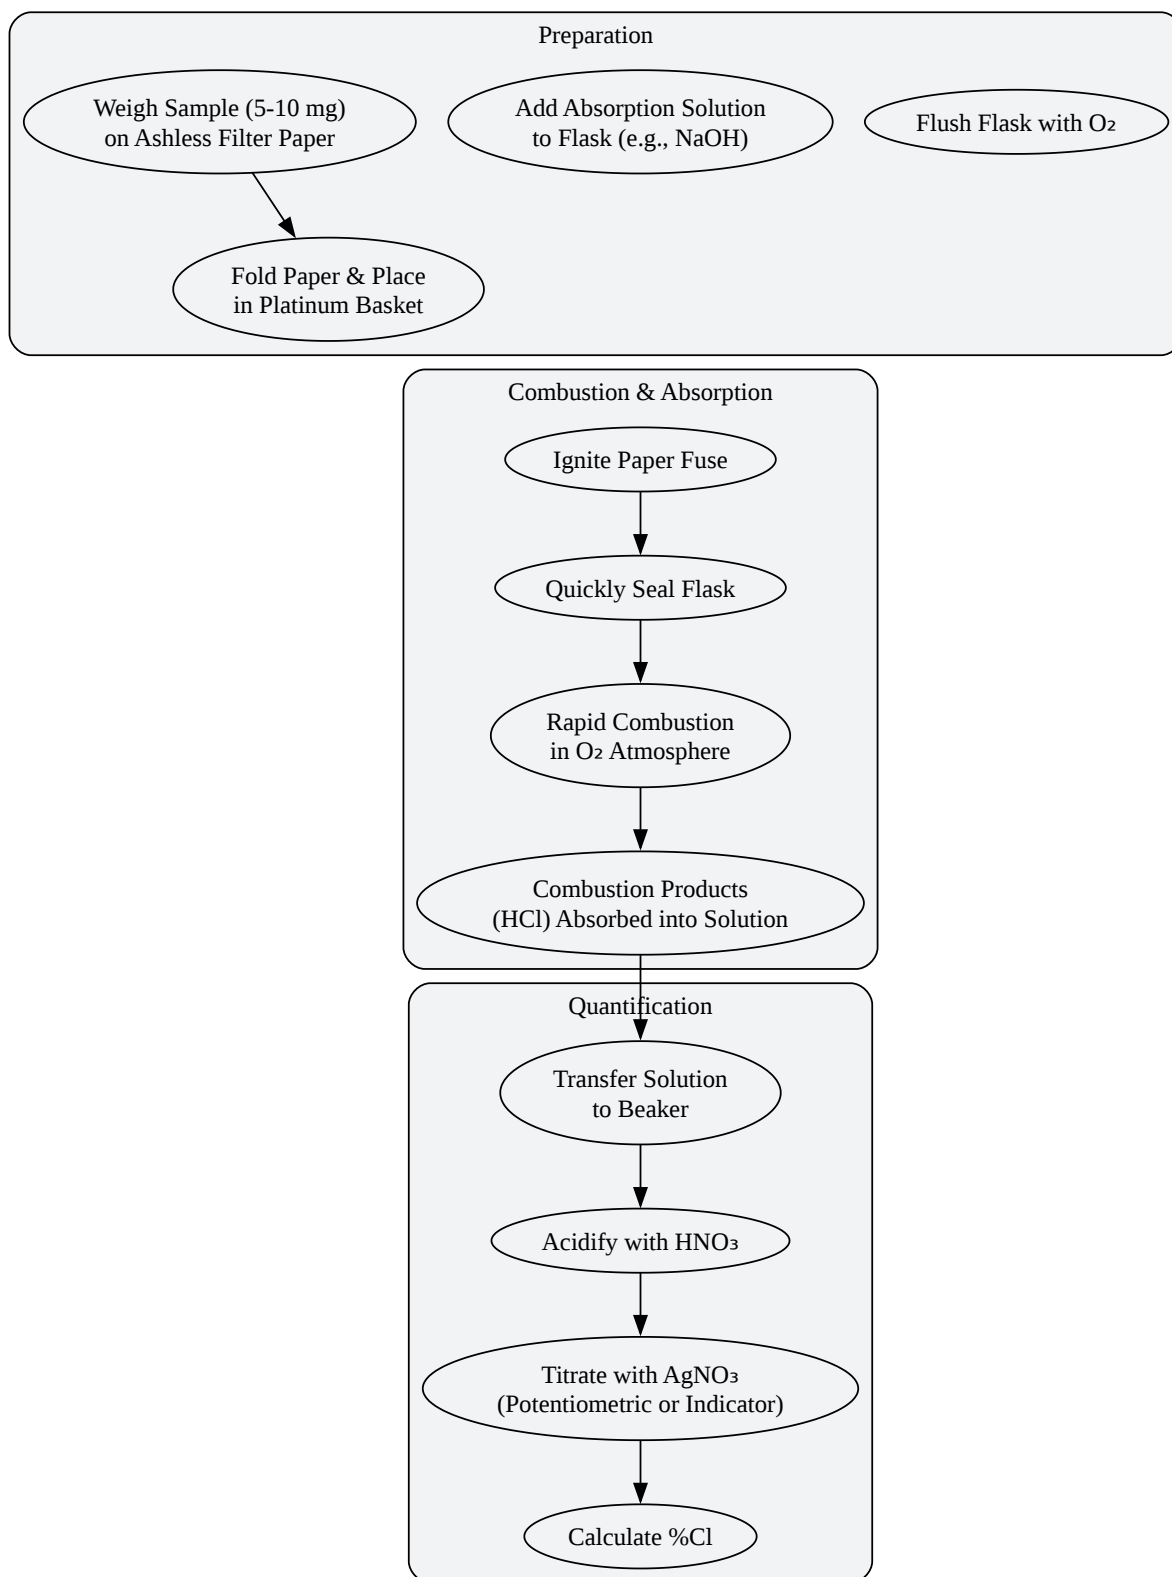 Preparation
Weigh Sample (5-10 mg)
on Ashless Filter Paper
Add Absorption Solution
to Flask (e.g., NaOH)
Flush Flask with O₂
Fold Paper & Place
in Platinum Basket
Combustion & Absorption
Ignite Paper Fuse
Quickly Seal Flask
Rapid Combustion
in O₂ Atmosphere
Combustion Products
(HCl) Absorbed into Solution
Quantification
Transfer Solution
to Beaker
Acidify with HNO₃
Titrate with AgNO₃
(Potentiometric or Indicator)
Calculate %Cl